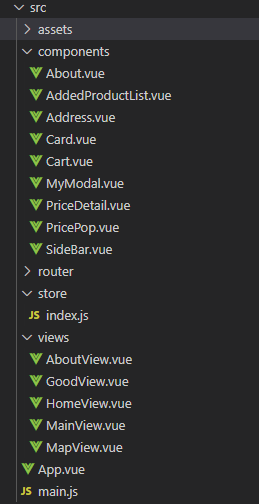 src
assets
components
About.vue
AddedProductList.vue
Address.vue
Card.vue
Cart.vue
MyModal.vue
PriceDetail.vue
PricePop.vue
SideBar.vue
router
store
JS index.js
views
AboutView.vue
GoodView.vue
HomeView.vue
MainView.vue
MapView.vue
App.vue
JS main.js